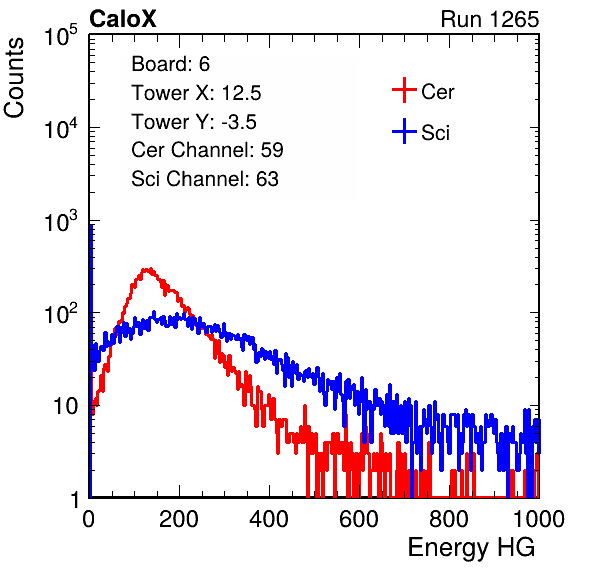 CaloX Run 1265
Counts
Board: 6
Tower X: 12.5
Tower Y: -3.5
Cer Channel: 59
Sci Channel: 63
Cer
Sci
10^5
10^4
10^3
10^2
10
1
0 200 400 600 800 1000
Energy HG